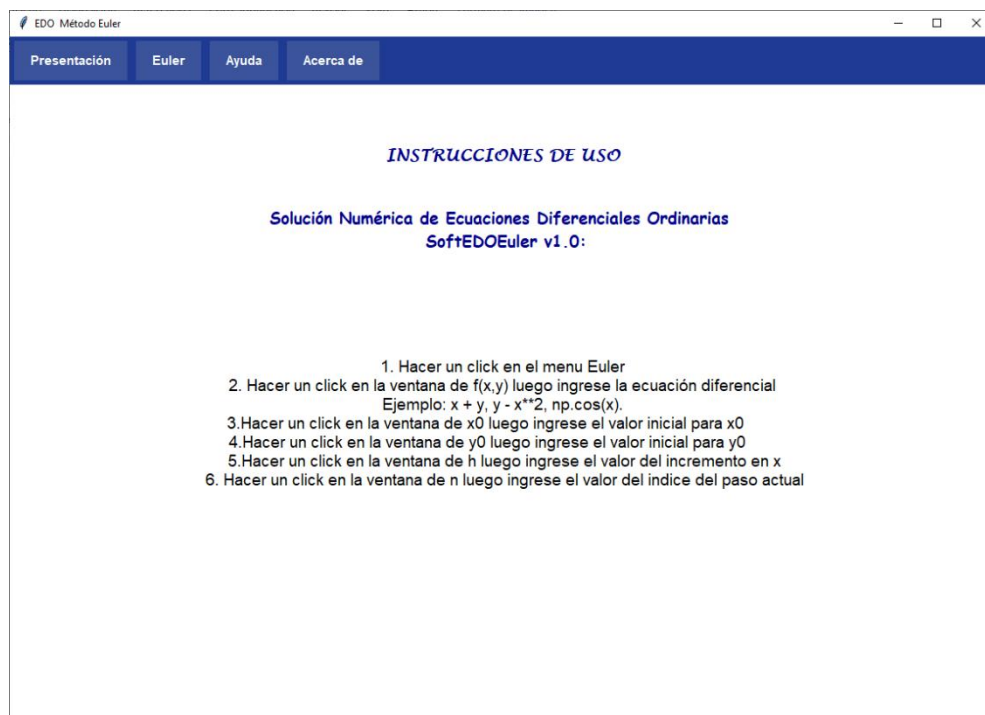 EDO Método Euler
Presentación Euler Ayuda Acerca de
INSTRUCCIONES DE USO
Solución Numérica de Ecuaciones Diferenciales Ordinarias
SoftEDOEuler v1.0:
1. Hacer un click en el menu Euler
2. Hacer un click en la ventana de f(x,y) luego ingrese la ecuación diferencial
Ejemplo: x + y, y - x**2, np.cos(x).
3.Hacer un click en la ventana de x0 luego ingrese el valor inicial para x0
4.Hacer un click en la ventana de y0 luego ingrese el valor inicial para y0
5.Hacer un click en la ventana de h luego ingrese el valor del incremento en x
6. Hacer un click en la ventana de n luego ingrese el valor del indice del paso actual